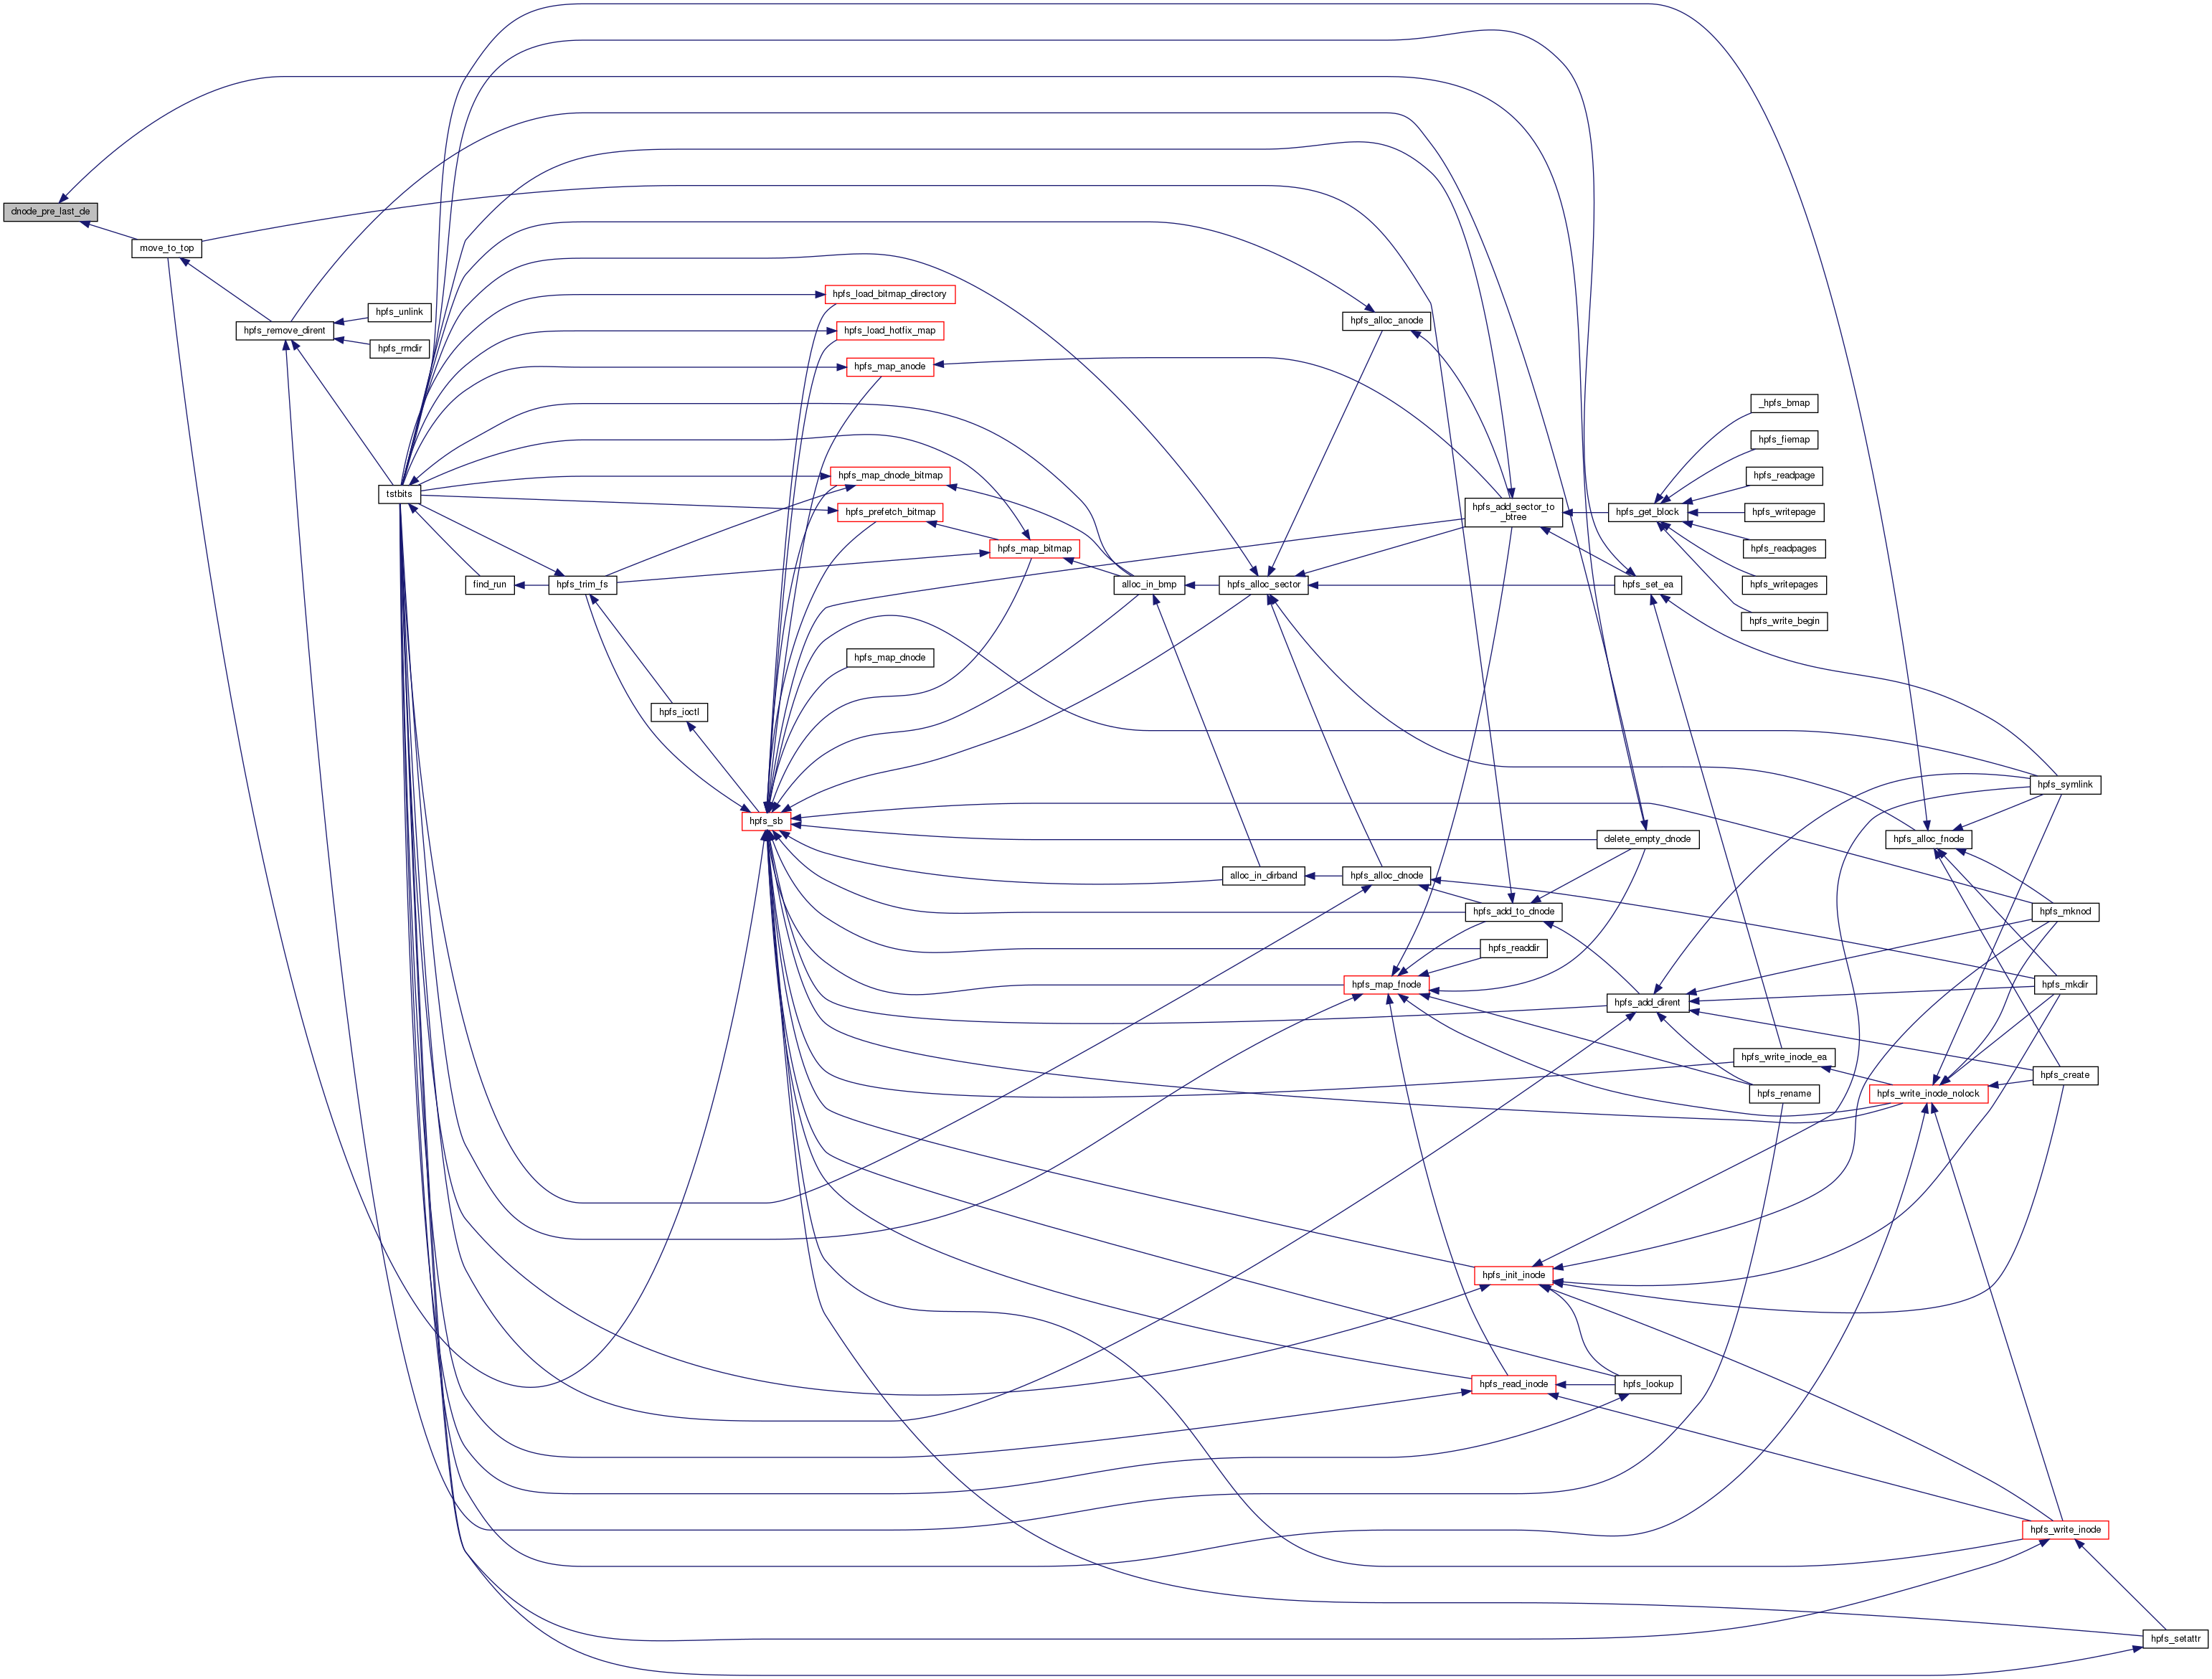 dnode_pre_last_de
move_to_top
hpfs_remove_dirent
hpfs_unlink
hpfs_rmdir
tstbits
find_run
hpfs_trim_fs
hpfs_ioctl
hpfs_sb
hpfs_load_bitmap_directory
hpfs_load_hotfix_map
hpfs_map_anode
hpfs_map_dnode_bitmap
hpfs_prefetch_bitmap
hpfs_map_bitmap
hpfs_map_dnode
alloc_in_bmp
hpfs_alloc_sector
alloc_in_dirband
hpfs_alloc_anode
hpfs_alloc_dnode
hpfs_map_fnode
hpfs_add_sector_to
_btree
hpfs_add_to_dnode
hpfs_readdir
hpfs_init_inode
hpfs_read_inode
hpfs_get_block
hpfs_set_ea
delete_empty_dnode
hpfs_add_dirent
hpfs_lookup
_hpfs_bmap
hpfs_fiemap
hpfs_readpage
hpfs_writepage
hpfs_readpages
hpfs_writepages
hpfs_write_begin
hpfs_write_inode_ea
hpfs_rename
hpfs_alloc_fnode
hpfs_write_inode_nolock
hpfs_symlink
hpfs_mknod
hpfs_mkdir
hpfs_create
hpfs_write_inode
hpfs_setattr